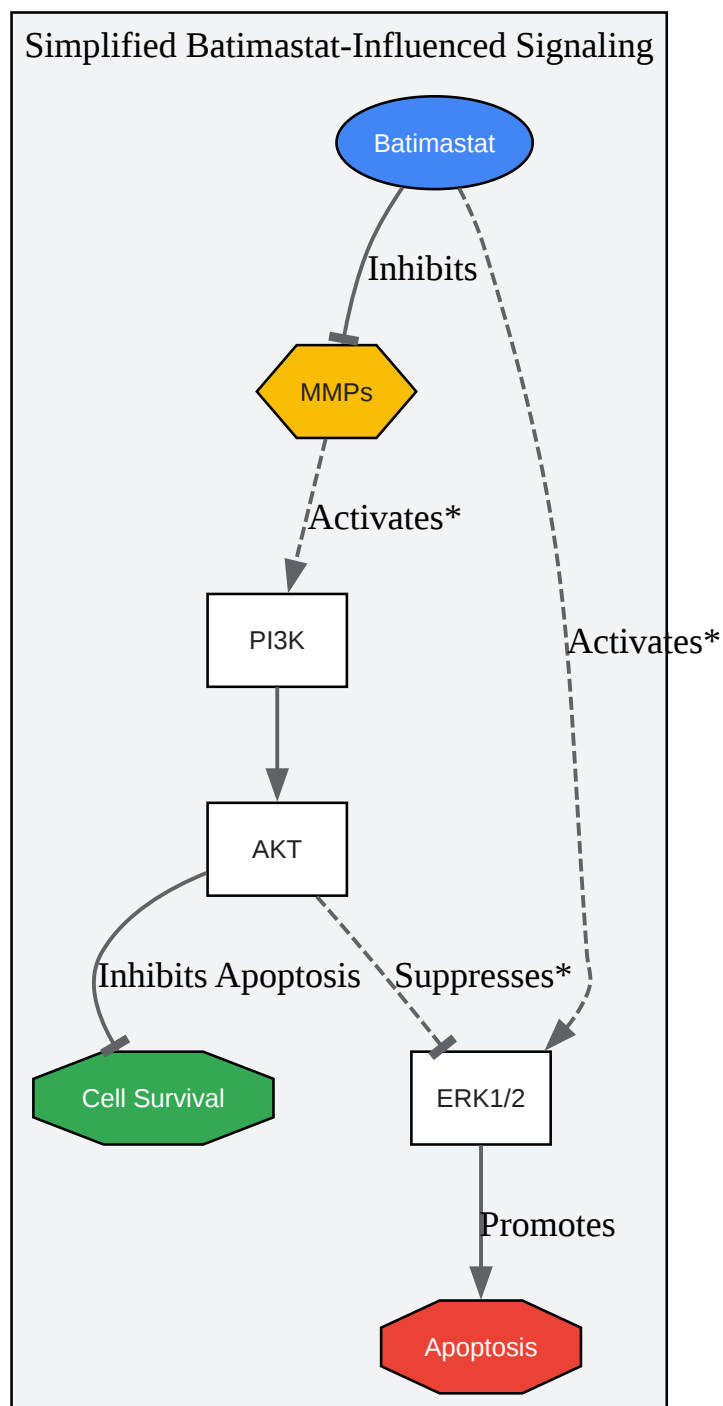 Simplified Batimastat-Influenced Signaling
Batimastat
Inhibits
MMPs
Activates*
PI3K
Activates*
AKT
Inhibits Apoptosis
Suppresses*
Cell Survival
ERK1/2
Promotes
Apoptosis